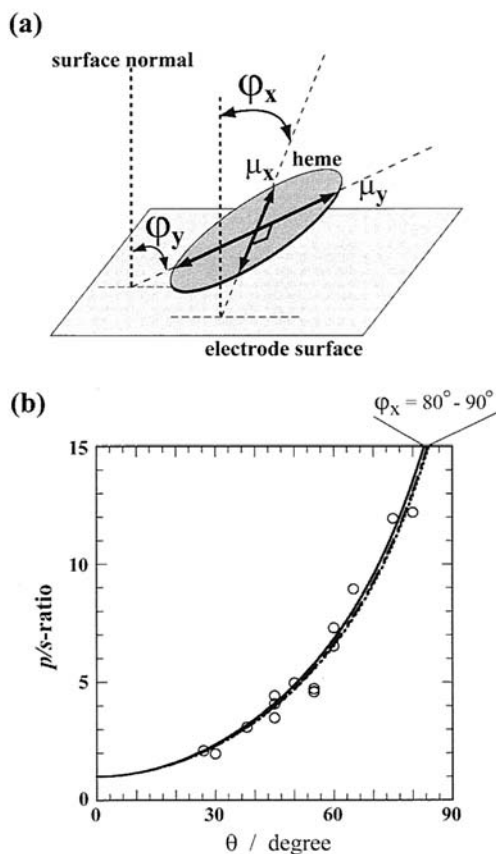 (a)
surface normal
φx
heme
μx
μy
φy
electrode surface
(b)
φx = 80° - 90°
15
10
5
0
p/s-ratio
0
30
60
90
θ / degree